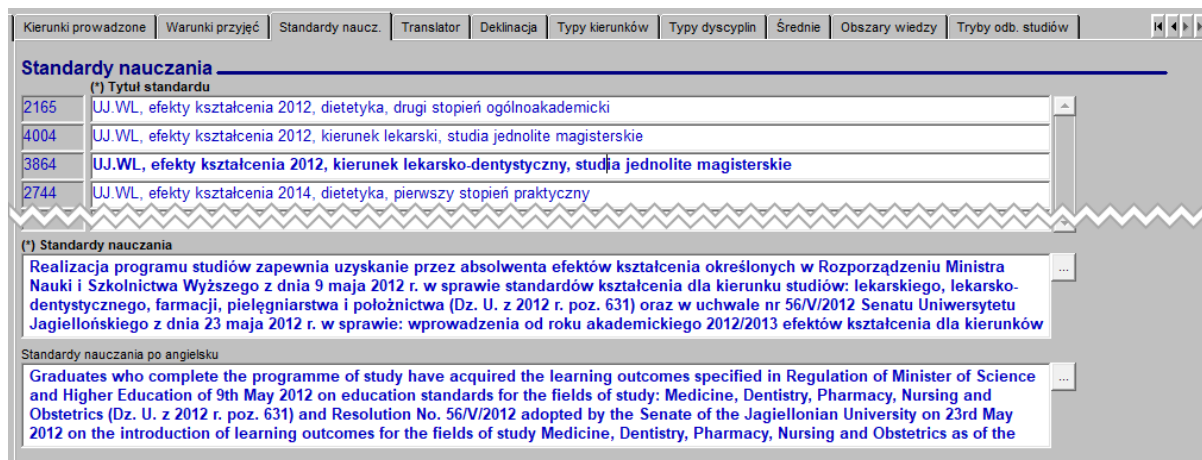 Kierunki prowadzone Warunki przyjęć Standardy naucz. Translator Deklinacja Typy kierunków Typy dyscyplin Średnie Obszary wiedzy Tryby odb. studiów
Standardy nauczania
(*) Tytuł standardu
2165 UJ.WL, efekty kształcenia 2012, dietetyka, drugi stopień ogólnoakademicki
4004 UJ.WL, efekty kształcenia 2012, kierunek lekarski, studia jednolite magisterskie
3864 UJ.WL, efekty kształcenia 2012, kierunek lekarsko-dentystyczny, studia jednolite magisterskie
2744 UJ.WL, efekty kształcenia 2014, dietetyka, pierwszy stopień praktyczny
(*) Standardy nauczania
Realizacja programu studiów zapewnia uzyskanie przez absolwenta efektów kształcenia określonych w Rozporządzeniu Ministra
Nauki i Szkolnictwa Wyższego z dnia 9 maja 2012 r. w sprawie standardów kształcenia dla kierunku studiów: lekarskiego, lekarsko-
dentystycznego, farmacji, pielęgniarstwa i położnictwa (Dz. U. z 2012 r. poz. 631) oraz w uchwale nr 56/V/2012 Senatu Uniwersytetu
Jagiellońskiego z dnia 23 maja 2012 r. w sprawie: wprowadzenia od roku akademickiego 2012/2013 efektów kształcenia dla kierunków
...
Standardy nauczania po angielsku
Graduates who complete the programme of study have acquired the learning outcomes specified in Regulation of Minister of Science
and Higher Education of 9th May 2012 on education standards for the fields of study: Medicine, Dentistry, Pharmacy, Nursing and
Obstetrics (Dz. U. z 2012 r. poz. 631) and Resolution No. 56/V/2012 adopted by the Senate of the Jagiellonian University on 23rd May
2012 on the introduction of learning outcomes for the fields of study Medicine, Dentistry, Pharmacy, Nursing and Obstetrics as of the
...